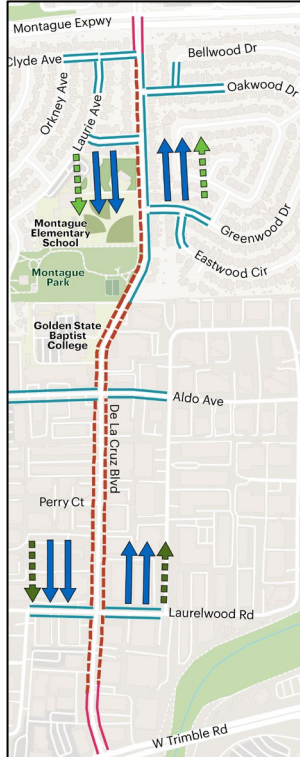 Montague Expwy
Clyde Ave
Bellwood Dr
Orkney Ave
Laurie Ave
Oakwood Dr
Montague
Elementary
School
Greenwood Dr
Eastwood Cir
Montague
Park
Golden State
Baptist
College
Aldo Ave
De La Cruz Blvd
Perry Ct
Laurelwood Rd
W Trimble Rd